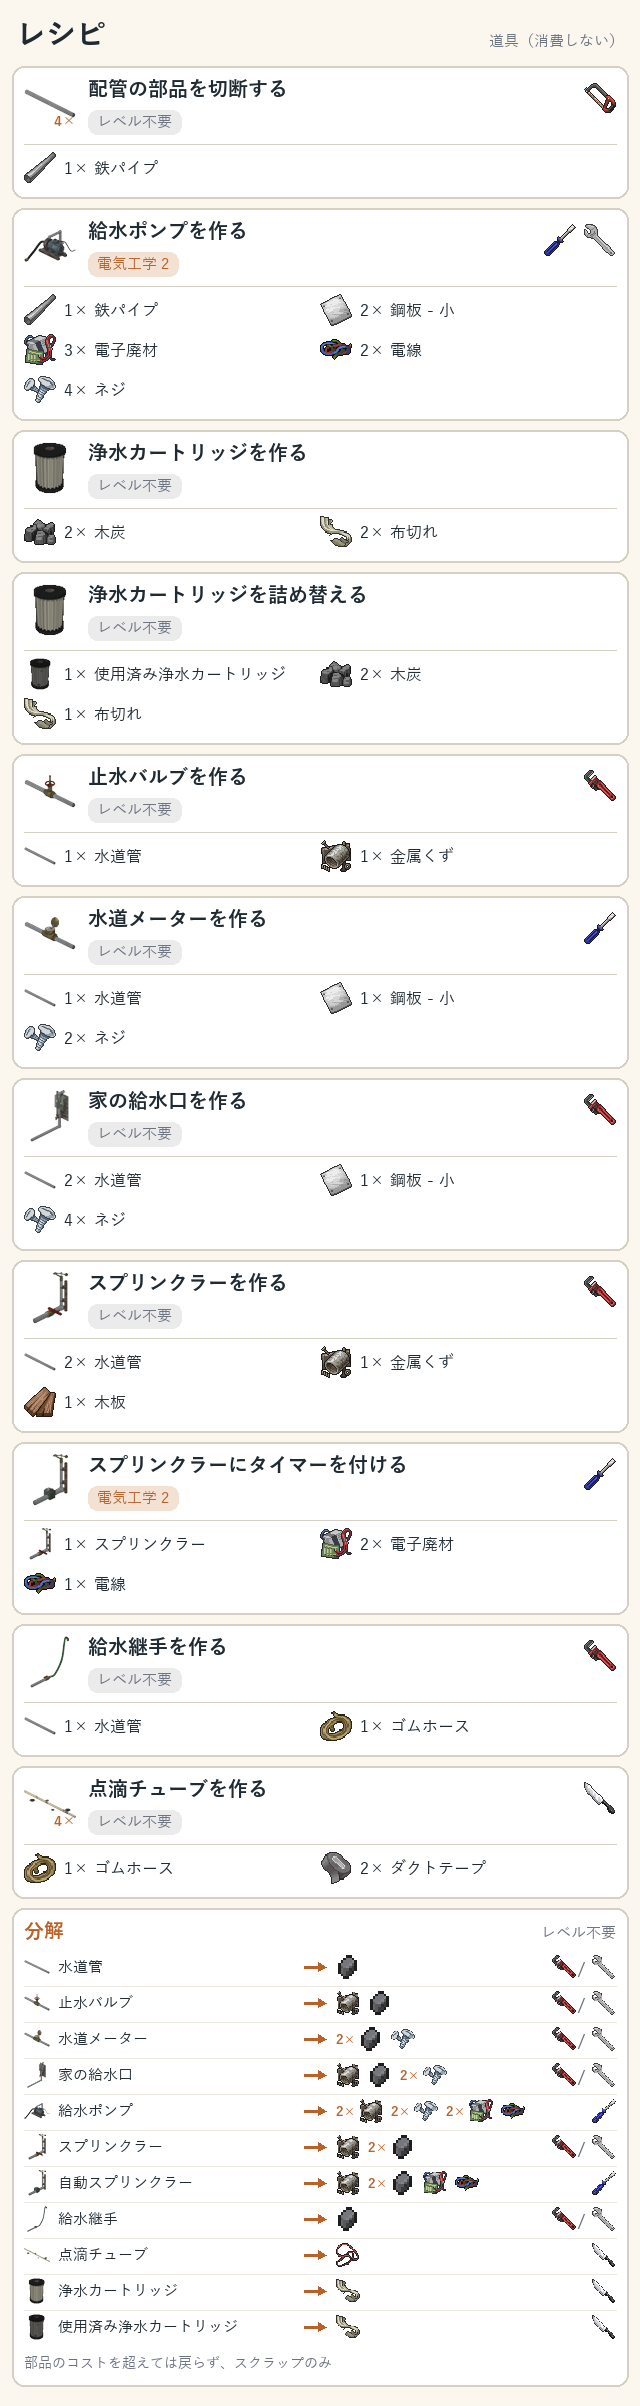 レシピ
道具（消費しない）
配管の部品を切断する
4×
レベル不要
1× 鉄パイプ
給水ポンプを作る
電気工学 2
1× 鉄パイプ
2× 鋼板 - 小
3× 電子廃材
2× 電線
4× ネジ
浄水カートリッジを作る
レベル不要
2× 木炭
2× 布切れ
浄水カートリッジを詰め替える
レベル不要
1× 使用済み浄水カートリッジ
2× 木炭
1× 布切れ
止水バルブを作る
レベル不要
1× 水道管
1× 金属くず
水道メーターを作る
レベル不要
1× 水道管
1× 鋼板 - 小
2× ネジ
家の給水口を作る
レベル不要
2× 水道管
1× 鋼板 - 小
4× ネジ
スプリンクラーを作る
レベル不要
2× 水道管
1× 金属くず
1× 木板
スプリンクラーにタイマーを付ける
電気工学 2
1× スプリンクラー
2× 電子廃材
1× 電線
給水継手を作る
レベル不要
1× 水道管
1× ゴムホース
点滴チューブを作る
4×
レベル不要
1× ゴムホース
2× ダクトテープ
分解
レベル不要
水道管 /
止水バルブ /
水道メーター 2× /
家の給水口 2× /
給水ポンプ 2× 2× 2×
スプリンクラー 2× /
自動スプリンクラー 2×
給水継手 /
点滴チューブ
浄水カートリッジ
使用済み浄水カートリッジ
部品のコストを超えては戻らず、スクラップのみ